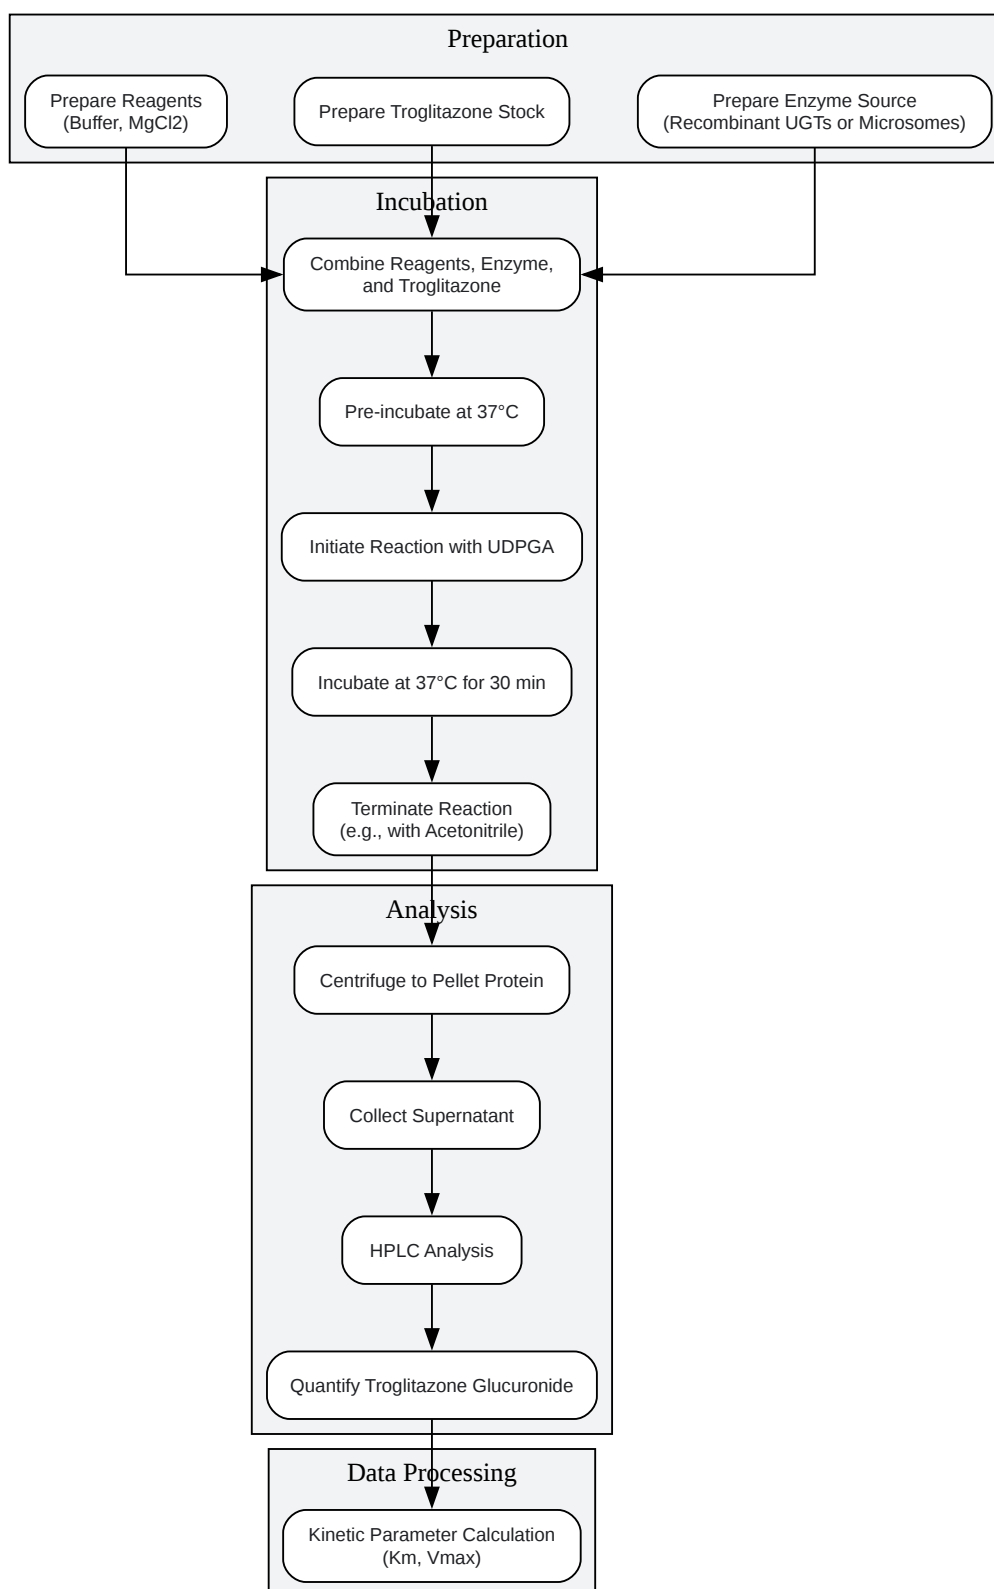 Preparation
Prepare Reagents
(Buffer, MgCl2)
Prepare Troglitazone Stock
Prepare Enzyme Source
(Recombinant UGTs or Microsomes)
Incubation
Combine Reagents, Enzyme,
and Troglitazone
Pre-incubate at 37°C
Initiate Reaction with UDPGA
Incubate at 37°C for 30 min
Terminate Reaction
(e.g., with Acetonitrile)
Analysis
Centrifuge to Pellet Protein
Collect Supernatant
HPLC Analysis
Quantify Troglitazone Glucuronide
Data Processing
Kinetic Parameter Calculation
(Km, Vmax)